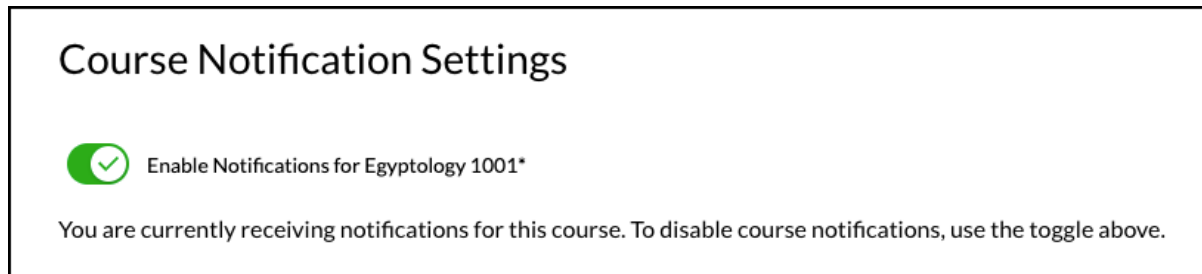 Course Notification Settings
Enable Notifications for Egyptology 1001*
You are currently receiving notifications for this course. To disable course notifications, use the toggle above.